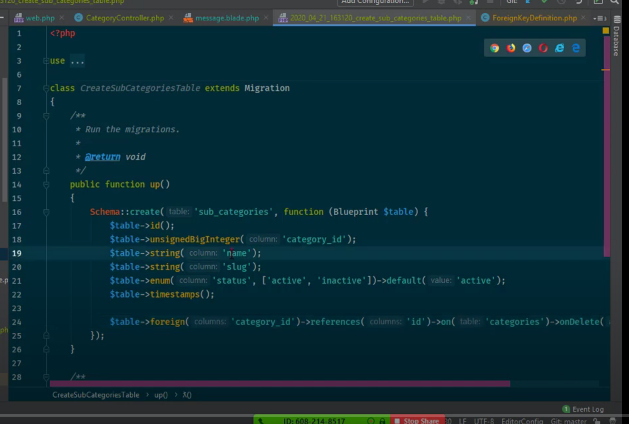 create_sub_categories_table.php
Add Configuration... Git:
web.php CategoryController.php message.blade.php 2020_04_21_163120_create_sub_categories_table.php ForeignKeyDefinition.php
Database
1 <?php
2
3 use ...
6
7 class CreateSubCategoriesTable extends Migration
8 {
9 /**
10 * Run the migrations.
11 *
12 * @return void
13 */
14 public function up()
15 {
16 Schema::create( table: 'sub_categories', function (Blueprint $table) {
17 $table->id();
18 $table->unsignedBigInteger( column: 'category_id');
19 $table->string( column: 'name');
20 $table->string( column: 'slug');
21 $table->enum( column: 'status', ['active', 'inactive'])->default( value: 'active');
22 $table->timestamps();
23
24 $table->foreign( columns: 'category_id')->references( columns: 'id')->on( table: 'categories')->onDelete(
25 });
26 }
27
28 /**
CreateSubCategoriesTable > up() > λ()
1 Event Log
ID: 608-214-8517 Stop Share LF UTF-8 EditorConfig Git: master